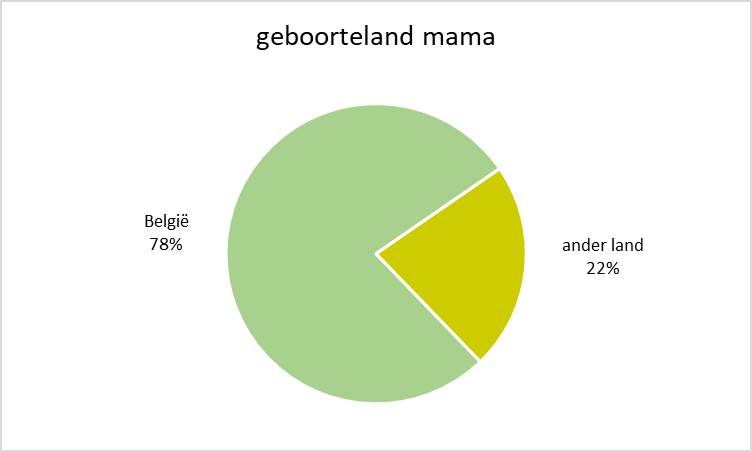 geboorteland mama
België
78%
ander land
22%